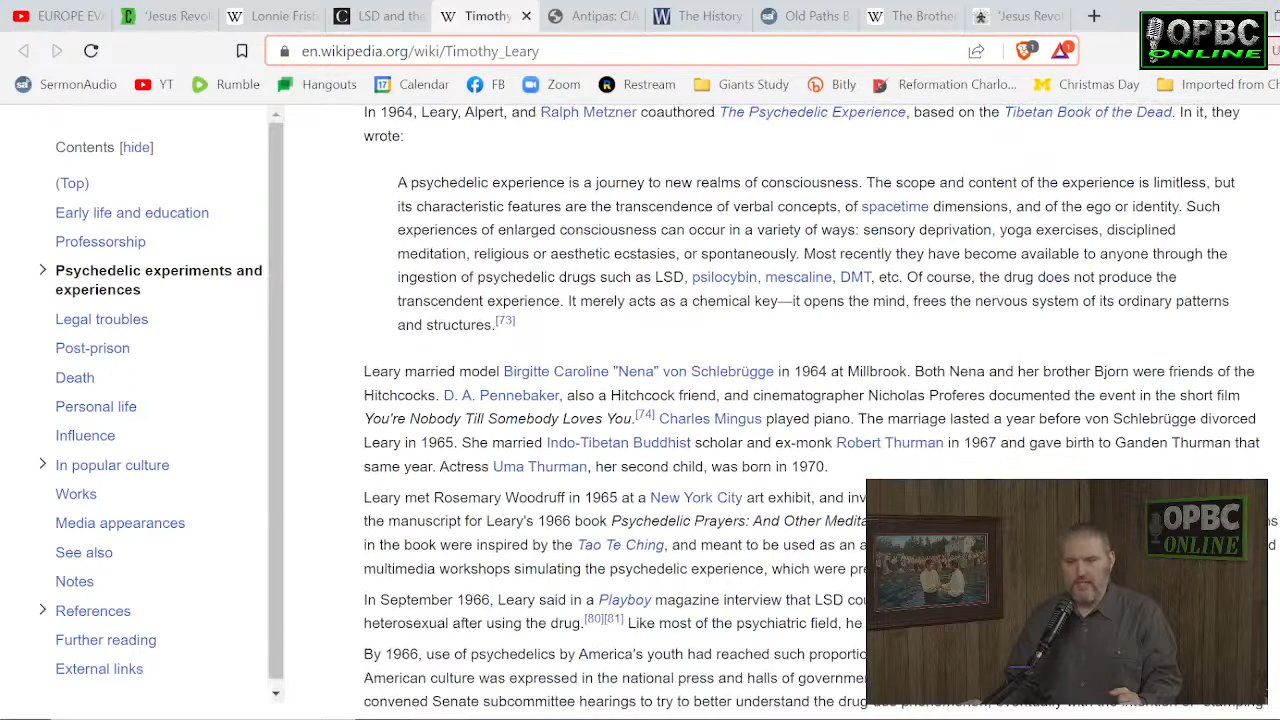 EUROPE EV
'Jesus Revol
Lonnie Frisb
LSD and tha
Timoth
Antipas: CIA
The History
Old Paths B
The Brothe
'Jesus Revo
OPBC
ONLINE
en.wikipedia.org/wiki/Timothy_Leary
1
1
SermonAudio
YT
Rumble
Hangouts
17
Calendar
FB
Zoom
Restream
Giants Study
Bitly
Reformation Charlo...
Christmas Day
Imported from Ch
Contents [hide]
(Top)
Early life and education
Professorship
Psychedelic experiments and
experiences
Legal troubles
Post-prison
Death
Personal life
Influence
In popular culture
Works
Media appearances
See also
Notes
References
Further reading
External links
In 1964, Leary, Alpert, and Ralph Metzner coauthored The Psychedelic Experience, based on the Tibetan Book of the Dead. In it, they
wrote:
A psychedelic experience is a journey to new realms of consciousness. The scope and content of the experience is limitless, but
its characteristic features are the transcendence of verbal concepts, of spacetime dimensions, and of the ego or identity. Such
experiences of enlarged consciousness can occur in a variety of ways: sensory deprivation, yoga exercises, disciplined
meditation, religious or aesthetic ecstasies, or spontaneously. Most recently they have become available to anyone through the
ingestion of psychedelic drugs such as LSD, psilocybin, mescaline, DMT, etc. Of course, the drug does not produce the
transcendent experience. It merely acts as a chemical key—it opens the mind, frees the nervous system of its ordinary patterns
and structures.[73]
Leary married model Birgitte Caroline "Nena" von Schlebrügge in 1964 at Millbrook. Both Nena and her brother Bjorn were friends of the
Hitchcocks. D. A. Pennebaker, also a Hitchcock friend, and cinematographer Nicholas Proferes documented the event in the short film
You're Nobody Till Somebody Loves You.[74] Charles Mingus played piano. The marriage lasted a year before von Schlebrügge divorced
Leary in 1965. She married Indo-Tibetan Buddhist scholar and ex-monk Robert Thurman in 1967 and gave birth to Ganden Thurman that
same year. Actress Uma Thurman, her second child, was born in 1970.
Leary met Rosemary Woodruff in 1965 at a New York City art exhibit, and inv
the manuscript for Leary's 1966 book Psychedelic Prayers: And Other Medita
in the book were inspired by the Tao Te Ching, and meant to be used as an a
multimedia workshops simulating the psychedelic experience, which were pre
In September 1966, Leary said in a Playboy magazine interview that LSD cou
heterosexual after using the drug.[80][81] Like most of the psychiatric field, he
By 1966, use of psychedelics by America's youth had reached such proportio
American culture was expressed in the national press and halls of governme
convened Senate subcommittee hearings to try to better understand the drug
OPBC
ONLINE